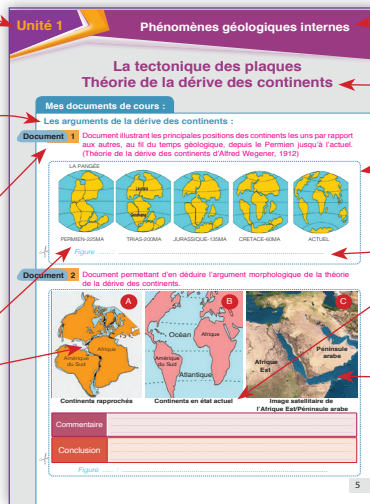 Unité 1
Phénomènes géologiques internes
La tectonique des plaques
Théorie de la dérive des continents
Mes documents de cours :
Les arguments de la dérive des continents :
Document 1 Document illustrant les principales positions des continents les uns par rapport
aux autres, au fil du temps géologique, depuis le Permien jusqu'à l'actuel.
(Théorie de la dérive des continents d'Alfred Wegener, 1912)
LA PANGÉE
PERMIEN-225MA TRIAS-200MA JURASSIQUE-135MA CRETACE-60MA ACTUEL
Figure
Document 2 Document permettant d'en déduire l'argument morphologique de la théorie
de la dérive des continents.
A B C
Afrique
Amérique
du Sud
Océan
Afrique
Amérique
du Sud
Atlantique
Péninsule
arabe
Afrique
Est
Continents rapprochés Continents en état actuel Image satellitaire de
l'Afrique Est/Péninsule arabe
Commentaire
Conclusion
Figure
5